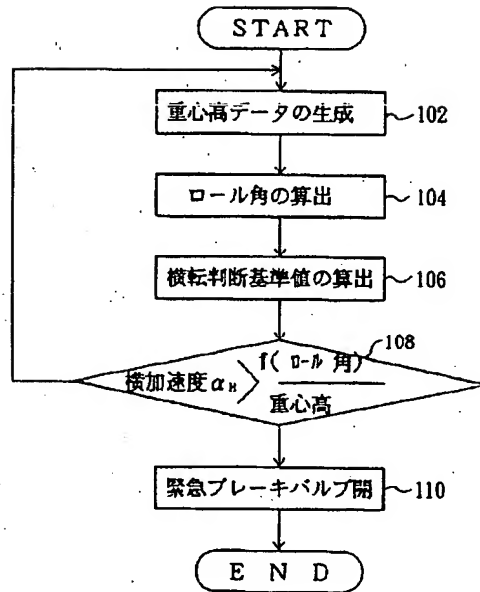 START
重心高データの生成
102
ロール角の算出
104
横転判断基準値の算出
106
108
横加速度 αH > f( ロール角)
重心高
緊急ブレーキバルブ開
110
END